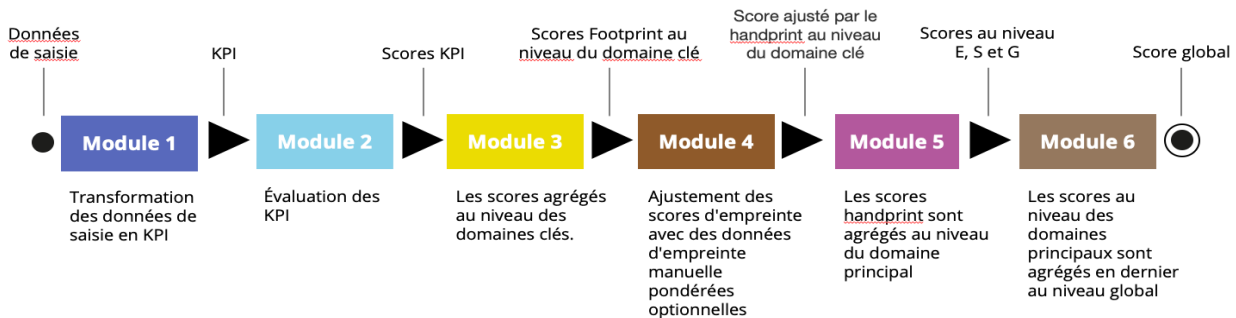 Données
de saisie
KPI
Scores KPI
Scores Footprint au
niveau du domaine clé
Score ajusté par le
handprint au niveau
du domaine clé
Scores au niveau
E, S et G
Score global
Module 1
Module 2
Module 3
Module 4
Module 5
Module 6
Transformation
des données de
saisie en KPI
Évaluation des
KPI
Les scores agrégés
au niveau des
domaines clés.
Ajustement des
scores d'empreinte
avec des données
d'empreinte
manuelle
pondérées
optionnelles
Les scores
handprint sont
agrégés au niveau
du domaine
principal
Les scores au
niveau des
domaines
principaux sont
agrégés en dernier
au niveau global